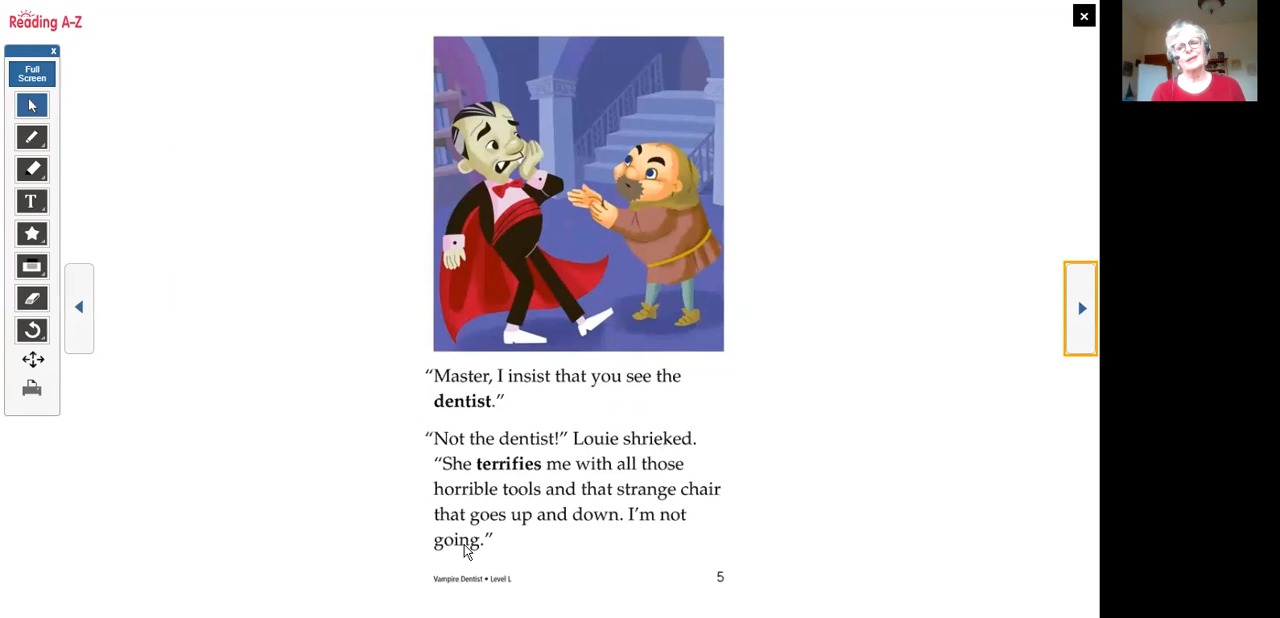 Reading A-Z
x
Full
Screen
T
“Master, I insist that you see the
dentist.”
“Not the dentist!” Louie shrieked.
“She terrifies me with all those
horrible tools and that strange chair
that goes up and down. I’m not
going.”
Vampire Dentist • Level L
5